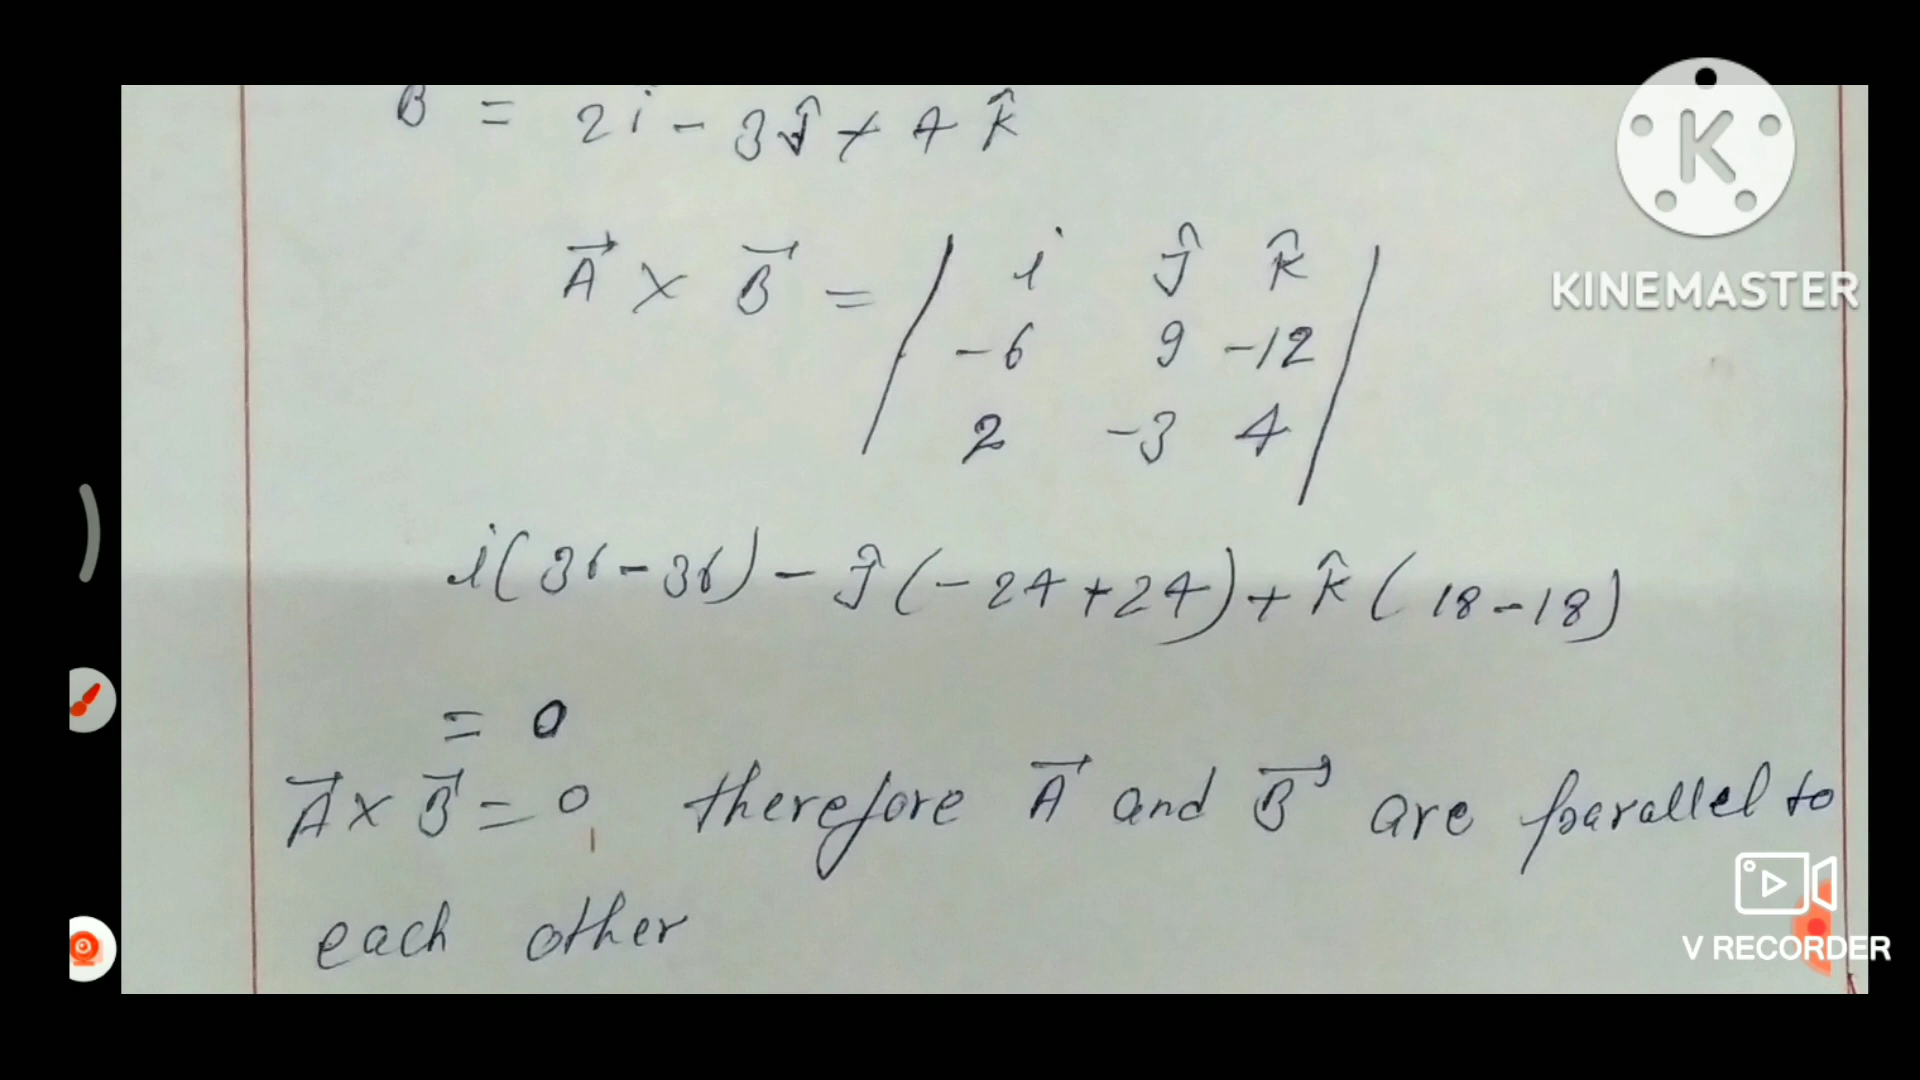 B = 2i - 3ĵ + 4k̂
A⃗ × B⃗ = | i ĵ k̂ |
-6 9 -12
2 -3 4
i(36-36) - ĵ(-24+24) + k̂(18-18)
= 0
A⃗ × B⃗ = 0, therefore A⃗ and B⃗ are parallel to
each other
K
KINEMASTER
V RECORDER